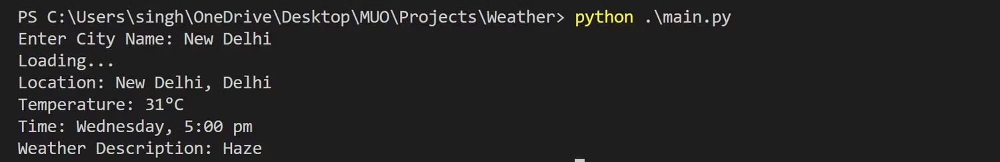 PS C:\Users\singh\OneDrive\Desktop\MUO\Projects\Weather> python .\main.py
Enter City Name: New Delhi
Loading...
Location: New Delhi, Delhi
Temperature: 31°C
Time: Wednesday, 5:00 pm
Weather Description: Haze